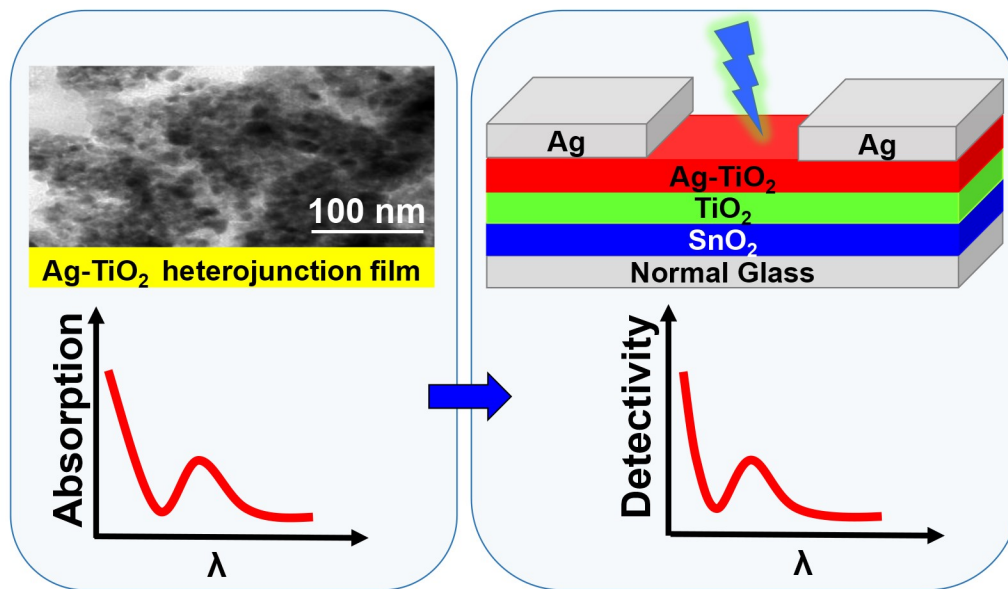 100 nm
Ag-TiO₂ heterojunction film
Absorption
λ
Ag Ag
Ag-TiO₂
TiO₂
SnO₂
Normal Glass
Detectivity
λ